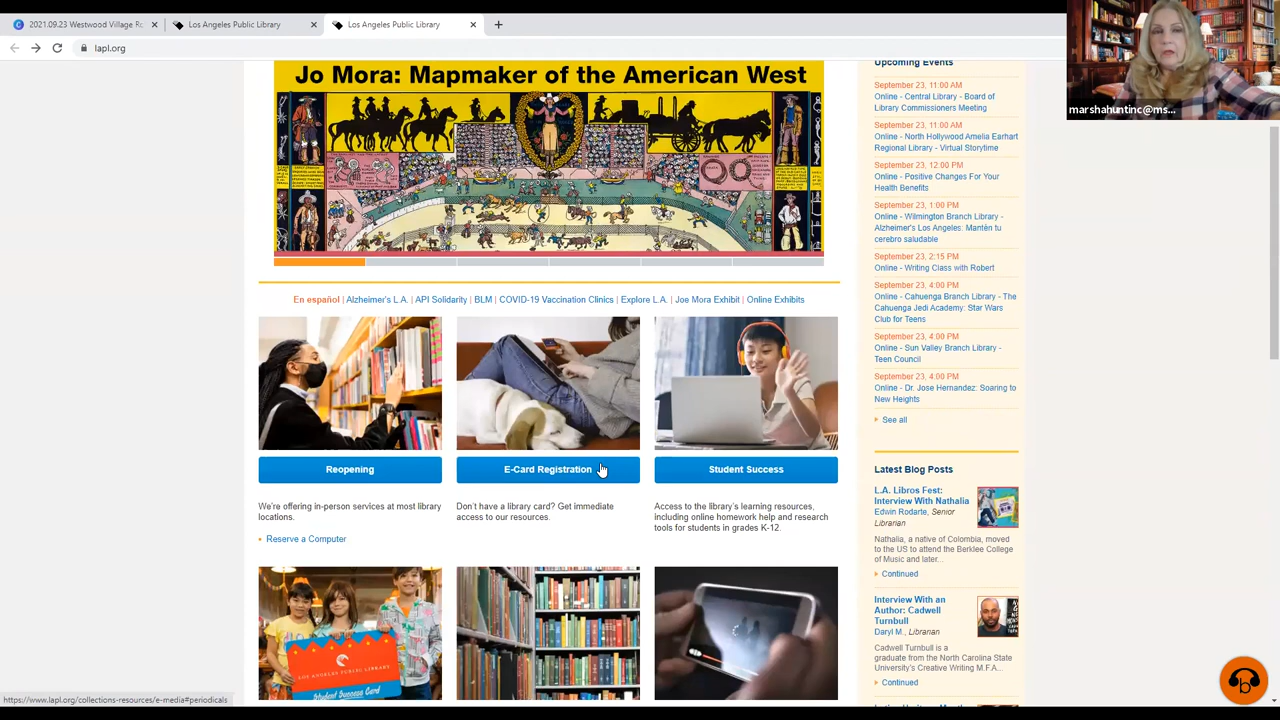 2021.09.23 Westwood Village Ro
Los Angeles Public Library
Los Angeles Public Library
lapl.org
marshahuntinc@ms...
Jo Mora: Mapmaker of the American West
En español | Alzheimer's L.A. | API Solidarity | BLM | COVID-19 Vaccination Clinics | Explore L.A. | Joe Mora Exhibit | Online Exhibits
Reopening
We're offering in-person services at most library
locations.
Reserve a Computer
E-Card Registration
Don't have a library card? Get immediate
access to our resources.
Student Success
Access to the library's learning resources,
including online homework help and research
tools for students in grades K-12.
LOS ANGELES PUBLIC LIBRARY
Student Success Card
Upcoming Events
September 23, 11:00 AM
Online - Central Library - Board of
Library Commissioners Meeting
September 23, 11:00 AM
Online - North Hollywood Amelia Earhart
Regional Library - Virtual Storytime
September 23, 12:00 PM
Online - Positive Changes For Your
Health Benefits
September 23, 1:00 PM
Online - Wilmington Branch Library -
Alzheimer's Los Angeles: Mantén tu
cerebro saludable
September 23, 2:15 PM
Online - Writing Class with Robert
September 23, 4:00 PM
Online - Cahuenga Branch Library - The
Cahuenga Jedi Academy: Star Wars
Club for Teens
September 23, 4:00 PM
Online - Sun Valley Branch Library -
Teen Council
September 23, 4:00 PM
Online - Dr. Jose Hernandez: Soaring to
New Heights
See all
Latest Blog Posts
L.A. Libros Fest:
Interview With Nathalia
Edwin Rodarte, Senior
Librarian
Nathalia, a native of Colombia, moved
to the US to attend the Berklee College
of Music and later...
Continued
Interview With an
Author: Cadwell
Turnbull
Daryl M., Librarian
Cadwell Turnbull is a
graduate from the North Carolina State
University's Creative Writing M.F.A...
Continued
https://www.lapl.org/collections-resources/e-media#periodicals